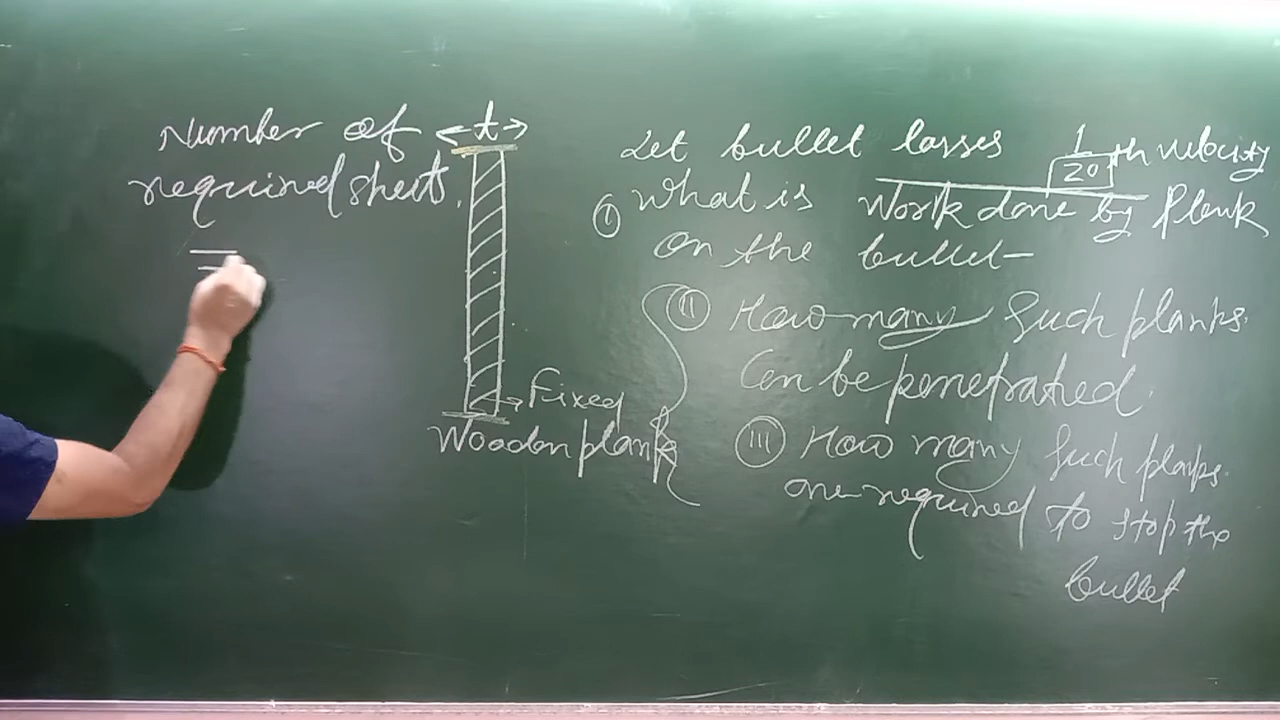 Number of
required sheets.
← t →
Fixed
Wooden plank
Let bullet losses 1/20 th velocity
(I) What is Work done by Plank
on the bullet-
(II) How many Such planks.
Can be penetrated.
(III) How many Such planks.
are required to stop the
bullet